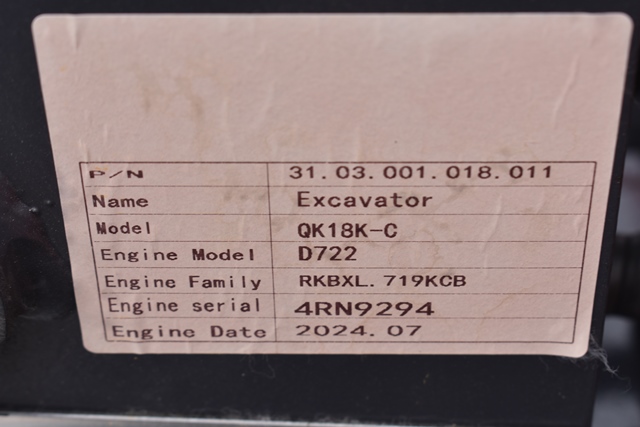 P/N 31.03.001.018.011
Name Excavator
Model QK18K-C
Engine Model D722
Engine Family RKBXL.719KCB
Engine serial 4RN9294
Engine Date 2024.07